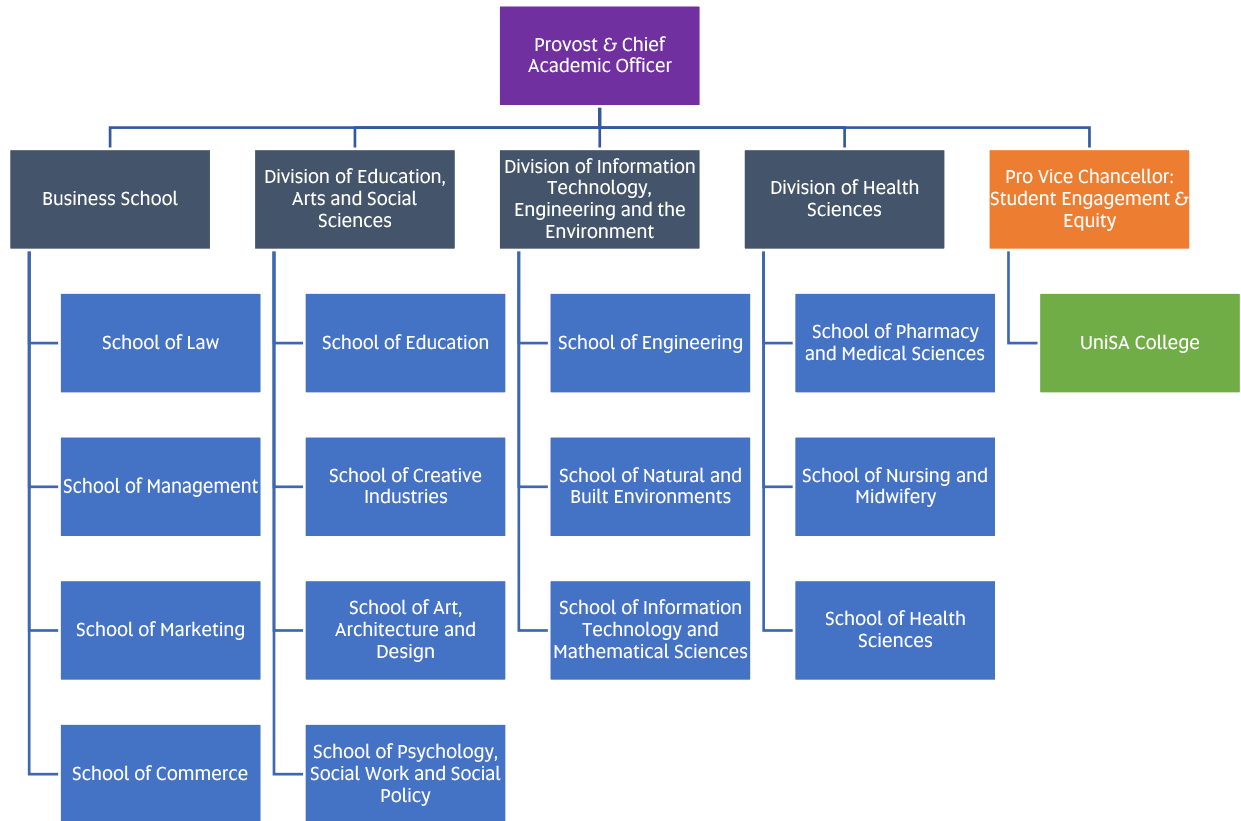 Provost & Chief
Academic Officer
Business School
Division of Education,
Arts and Social
Sciences
Division of Information
Technology,
Engineering and the
Environment
Division of Health
Sciences
Pro Vice Chancellor:
Student Engagement &
Equity
School of Law
School of Education
School of Engineering
School of Pharmacy
and Medical Sciences
UniSA College
School of Management
School of Creative
Industries
School of Natural and
Built Environments
School of Nursing and
Midwifery
School of Marketing
School of Art,
Architecture and
Design
School of Information
Technology and
Mathematical Sciences
School of Health
Sciences
School of Commerce
School of Psychology,
Social Work and Social
Policy